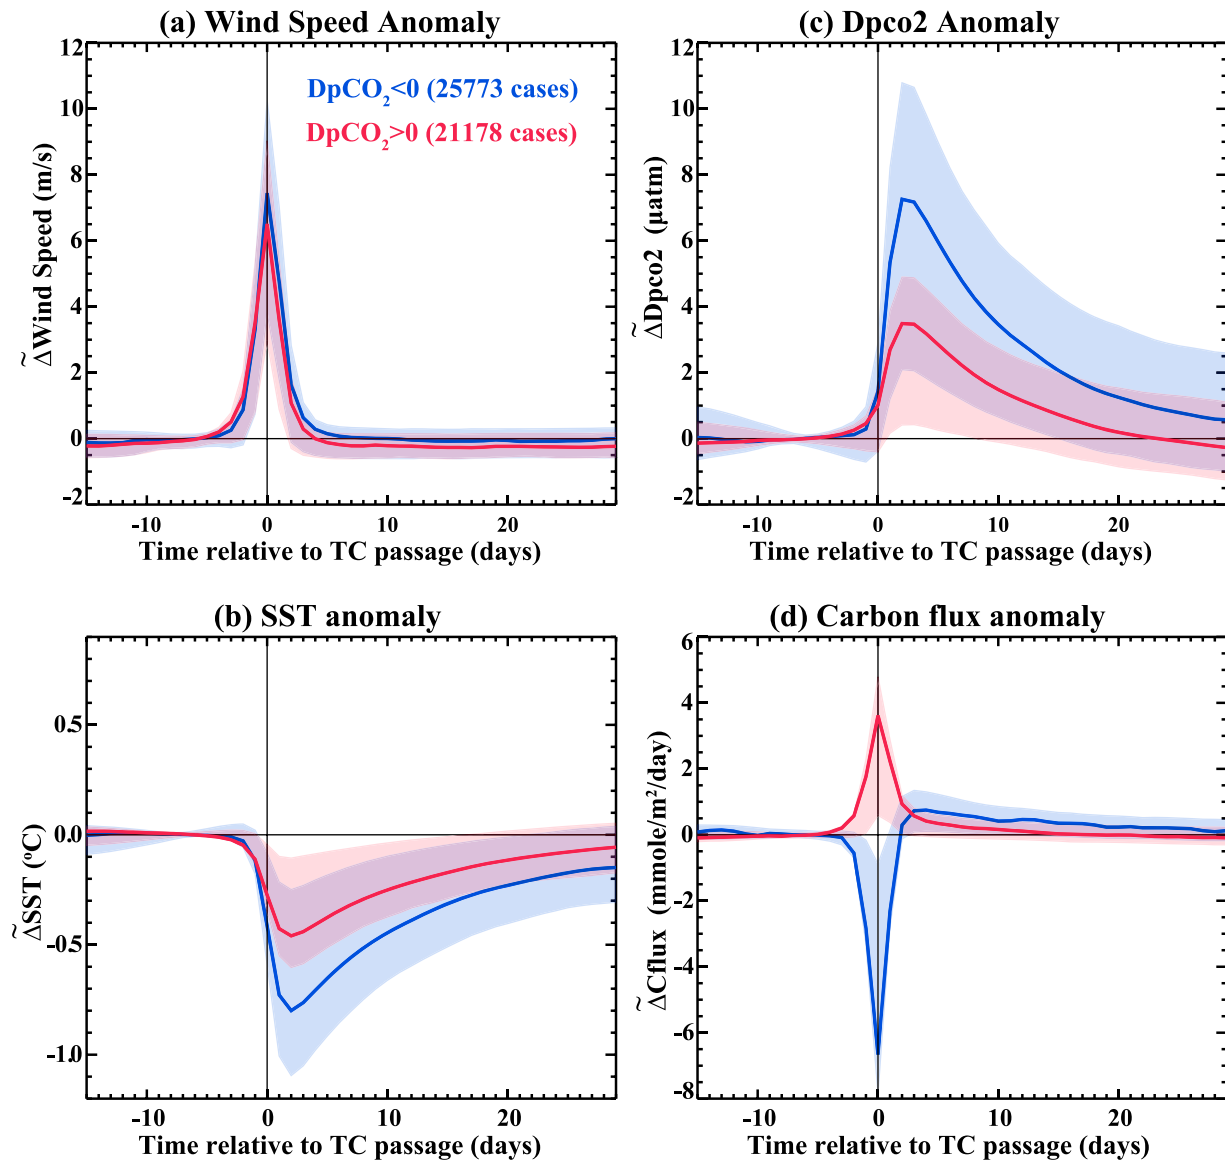 (a) Wind Speed Anomaly
12
10
8
6
4
2
0
-2
Δ̃Wind Speed (m/s)
DpCO₂<0 (25773 cases)
DpCO₂>0 (21178 cases)
-10 0 10 20
Time relative to TC passage (days)
(c) Dpco2 Anomaly
12
10
8
6
4
2
0
-2
Δ̃Dpco2 (µatm)
-10 0 10 20
Time relative to TC passage (days)
(b) SST anomaly
0.5
0.0
-0.5
-1.0
Δ̃SST (°C)
-10 0 10 20
Time relative to TC passage (days)
(d) Carbon flux anomaly
6
4
2
0
-2
-4
-6
-8
Δ̃Cflux (mmole/m²/day)
-10 0 10 20
Time relative to TC passage (days)